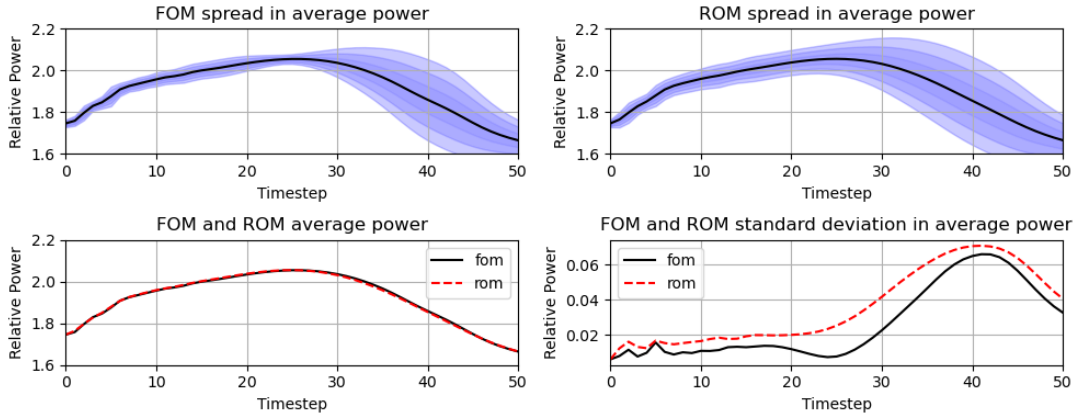 FOM spread in average power
2.2
2.0
1.8
1.6
Relative Power
0 10 20 30 40 50
Timestep
ROM spread in average power
2.2
2.0
1.8
1.6
Relative Power
0 10 20 30 40 50
Timestep
FOM and ROM average power
2.2
2.0
1.8
1.6
Relative Power
fom
rom
0 10 20 30 40 50
Timestep
FOM and ROM standard deviation in average power
0.06
0.04
0.02
Relative Power
fom
rom
0 10 20 30 40 50
Timestep